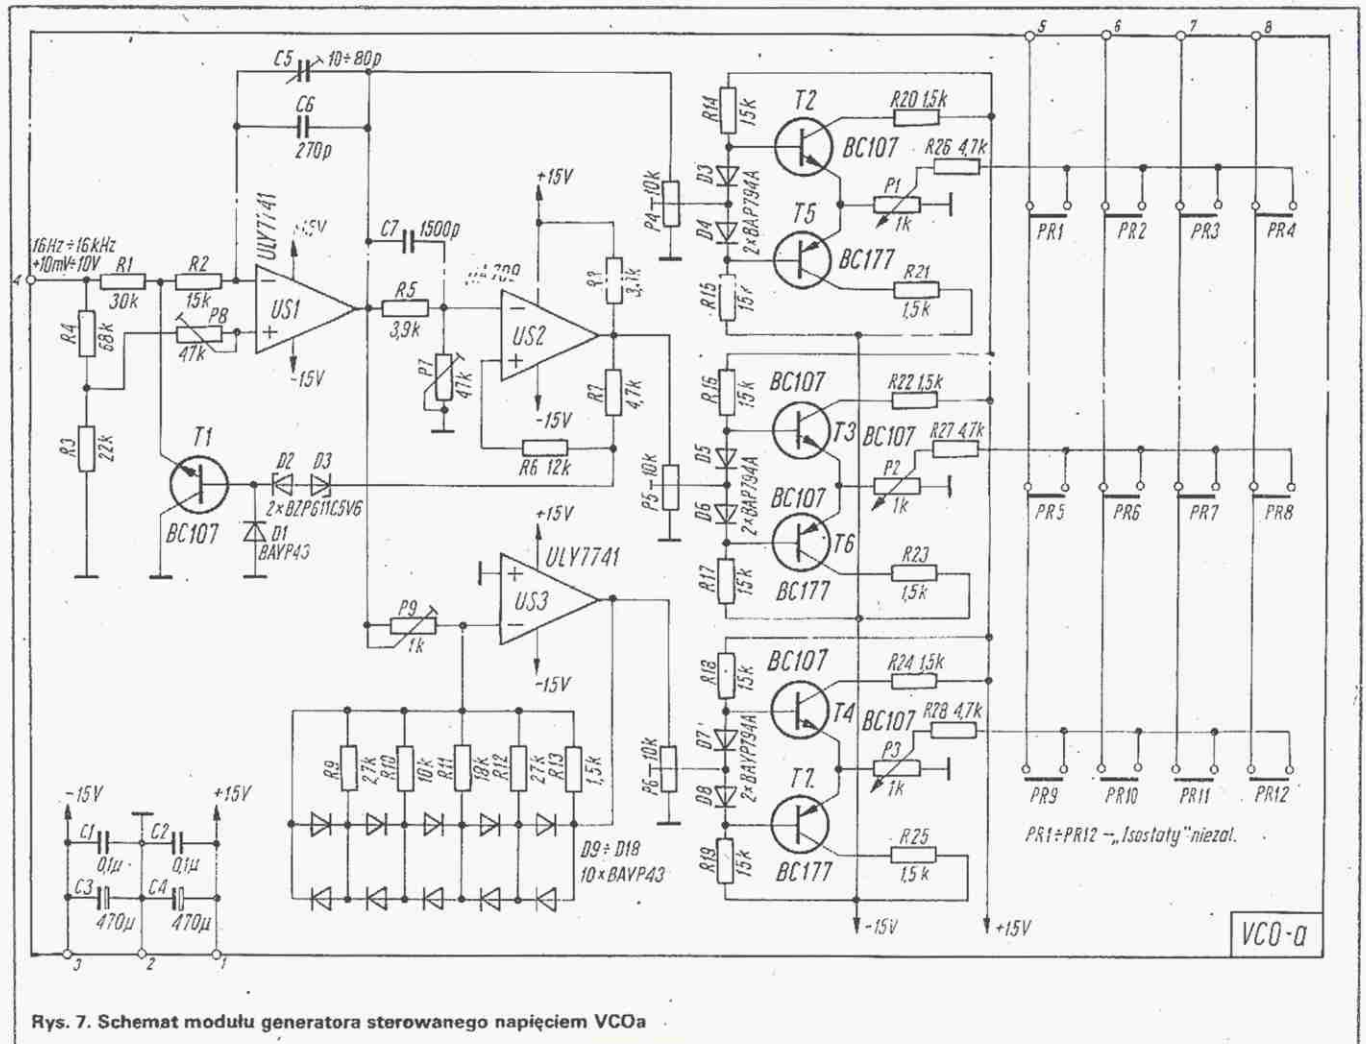 5 6 7 8
C5 10÷80p
C6
270p
ULY7741
+15V
-15V
US1
16Hz÷16kHz
+10mV÷10V
4
R1
30k
R2
15k
P8
47k
R4
68k
R3
22k
T1
BC107
D2 D3
2×BZP611C5V6
D1
BAYP43
C7 1500p
R5
3,9k
P7
47k
+15V
US2
-15V
R7
4,7k
R6 12k
P4 10k
P5 10k
+15V
ULY7741
US3
-15V
P9
1k
P6 10k
R9
27k
R10
10k
R11
18k
R12
27k
R13
1,5k
D9÷D18
10×BAYP43
-15V
+15V
C1
0,1µ
C2
0,1µ
C3
470µ
C4
470µ
3 2 1
R14
15k
T2
BC107
R20 1,5k
R26 4,7k
D3
D4
2×BAP794A
P1
1k
T5
BC177
R21
1,5k
R15
15k
PR1 PR2 PR3 PR4
R16
15k
BC107
R22 1,5k
T3
BC107
R27 4,7k
D5
D6
2×BAP794A
P2
1k
BC107
T6
BC177
R23
1,5k
R17
15k
PR5 PR6 PR7 PR8
R18
15k
BC107
R24 1,5k
T4
BC107
R28 4,7k
D7
D8
2×BAYP794A
P3
1k
T7
BC177
R25
1,5k
R19
15k
PR9 PR10 PR11 PR12
PR1÷PR12 – „Isostaty" niezal.
-15V
+15V
VCO-a
Rys. 7. Schemat modułu generatora sterowanego napięciem VCOa